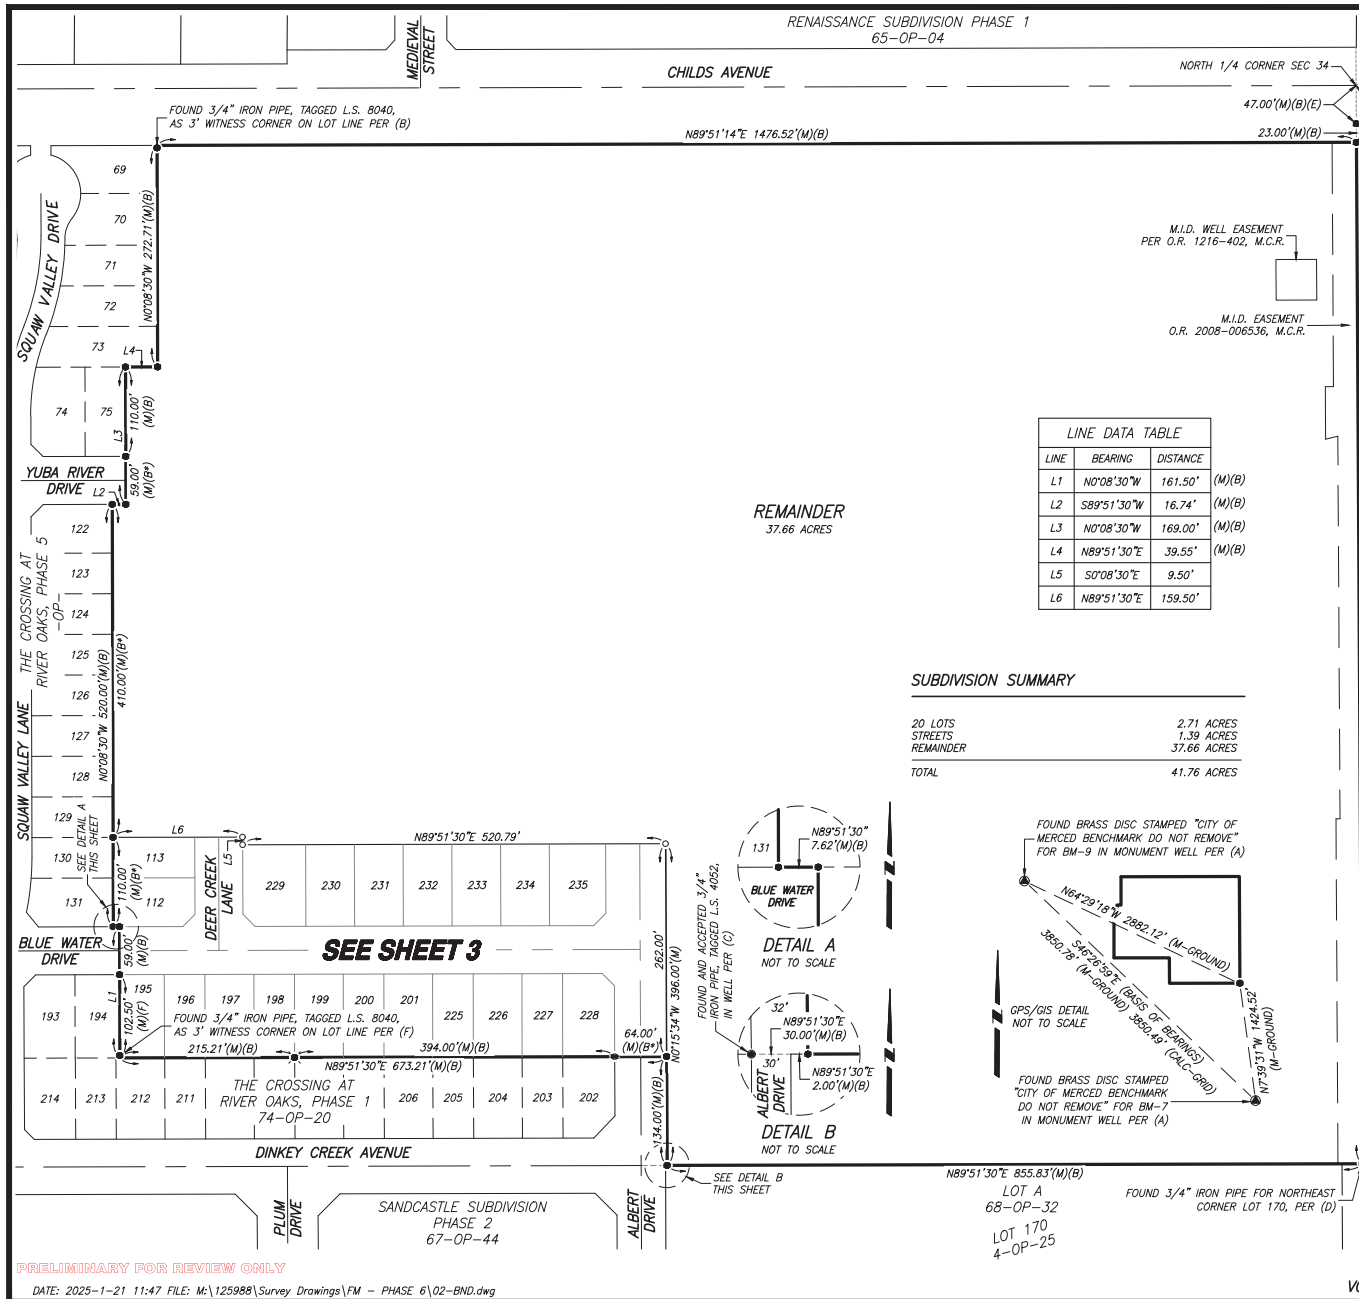 RENAISSANCE SUBDIVISION PHASE 1
65-OP-04
MEDIEVAL
STREET
CHILDS AVENUE
NORTH 1/4 CORNER SEC 34
47.00'(M)(B)(E)
23.00'(M)(B)
FOUND 3/4" IRON PIPE, TAGGED L.S. 8040,
AS 3' WITNESS CORNER ON LOT LINE PER (B)
N89°51'14"E 1476.52'(M)(B)
69
70
71
72
73
74
75
SQUAW VALLEY DRIVE
N0°08'30"W 272.71'(M)(B)
L4
110.00'
(M)(B)
L3
59.00'
(M)(B*)
YUBA RIVER
DRIVE
L2
M.I.D. WELL EASEMENT
PER O.R. 1216-402, M.C.R.
M.I.D. EASEMENT
O.R. 2008-006536, M.C.R.
LINE DATA TABLE
LINE BEARING DISTANCE
L1 N0°08'30"W 161.50' (M)(B)
L2 S89°51'30"W 16.74' (M)(B)
L3 N0°08'30"W 169.00' (M)(B)
L4 N89°51'30"E 39.55' (M)(B)
L5 S0°08'30"E 9.50'
L6 N89°51'30"E 159.50'
REMAINDER
37.66 ACRES
122
123
124
125
126
127
128
129
130
131
THE CROSSING AT
RIVER OAKS, PHASE 5
-OP-
SQUAW VALLEY LANE
N0°08'30"W 520.00'(M)(B)
410.00'(M)(B*)
SEE DETAIL A
THIS SHEET
SUBDIVISION SUMMARY
20 LOTS 2.71 ACRES
STREETS 1.39 ACRES
REMAINDER 37.66 ACRES
TOTAL 41.76 ACRES
L6
L5
N89°51'30"E 520.79'
113
112
110.00'
(M)(B*)
DEER CREEK
LANE
229
230
231
232
233
234
235
SEE SHEET 3
BLUE WATER
DRIVE
59.00'
(M)(B)
L1
102.50'
(M)(F)
262.00'
N0°15'34"W 396.00'(M)
FOUND AND ACCEPTED 3/4"
IRON PIPE, TAGGED L.S. 4052,
IN WELL PER (C)
131
N89°51'30"
7.62'(M)(B)
BLUE WATER
DRIVE
DETAIL A
NOT TO SCALE
N
FOUND BRASS DISC STAMPED "CITY OF
MERCED BENCHMARK DO NOT REMOVE"
FOR BM-9 IN MONUMENT WELL PER (A)
N64°29'18"W 2882.12' (M-GROUND)
S46°26'59"E (BASIS OF BEARINGS)
3850.78' (M-GROUND) 3850.49' (CALC-GRID)
N7°39'31"W 1424.52'
(M-GROUND)
N
GPS/GIS DETAIL
NOT TO SCALE
FOUND BRASS DISC STAMPED
"CITY OF MERCED BENCHMARK
DO NOT REMOVE" FOR BM-7
IN MONUMENT WELL PER (A)
193
194
195
196
197
198
199
200
201
225
226
227
228
FOUND 3/4" IRON PIPE, TAGGED L.S. 8040,
AS 3' WITNESS CORNER ON LOT LINE PER (F)
215.21'(M)(B)
394.00'(M)(B)
64.00'
(M)(B*)
N89°51'30"E 673.21'(M)(B)
32'
N89°51'30"E
30.00'(M)(B)
30'
N89°51'30"E
2.00'(M)(B)
ALBERT
DRIVE
N
DETAIL B
NOT TO SCALE
214
213
212
211
THE CROSSING AT
RIVER OAKS, PHASE 1
74-OP-20
206
205
204
203
202
134.00'(M)(B)
DINKEY CREEK AVENUE
SEE DETAIL B
THIS SHEET
N89°51'30"E 855.83'(M)(B)
LOT A
68-OP-32
LOT 170
4-OP-25
FOUND 3/4" IRON PIPE FOR NORTHEAST
CORNER LOT 170, PER (D)
PLUM
DRIVE
SANDCASTLE SUBDIVISION
PHASE 2
67-OP-44
ALBERT
DRIVE
PRELIMINARY FOR REVIEW ONLY
DATE: 2025-1-21 11:47 FILE: M:\125988\Survey Drawings\FM - PHASE 6\02-BND.dwg